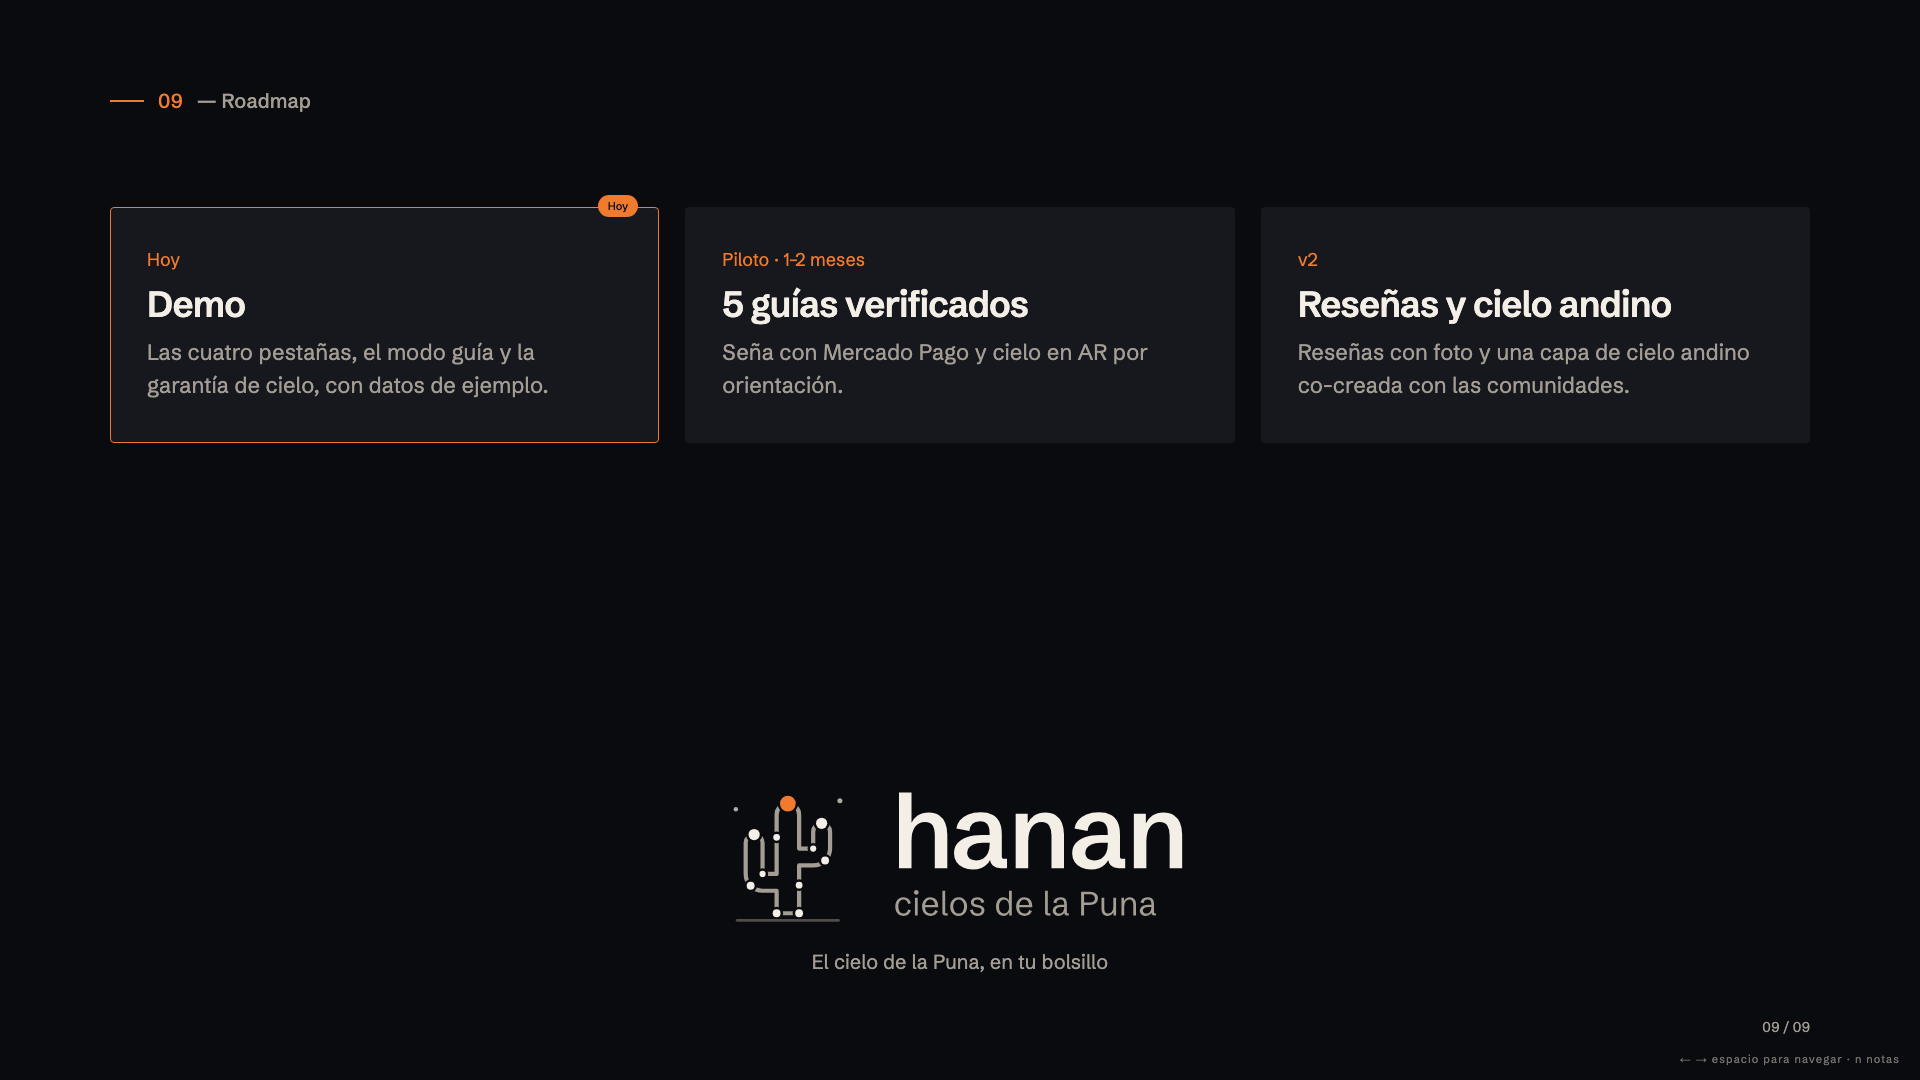 09 — Roadmap
Hoy
Hoy
Demo
Las cuatro pestañas, el modo guía y la
garantía de cielo, con datos de ejemplo.
Piloto · 1-2 meses
5 guías verificados
Seña con Mercado Pago y cielo en AR por
orientación.
v2
Reseñas y cielo andino
Reseñas con foto y una capa de cielo andino
co-creada con las comunidades.
hanan
cielos de la Puna
El cielo de la Puna, en tu bolsillo
09 / 09
← → espacio para navegar · n notas